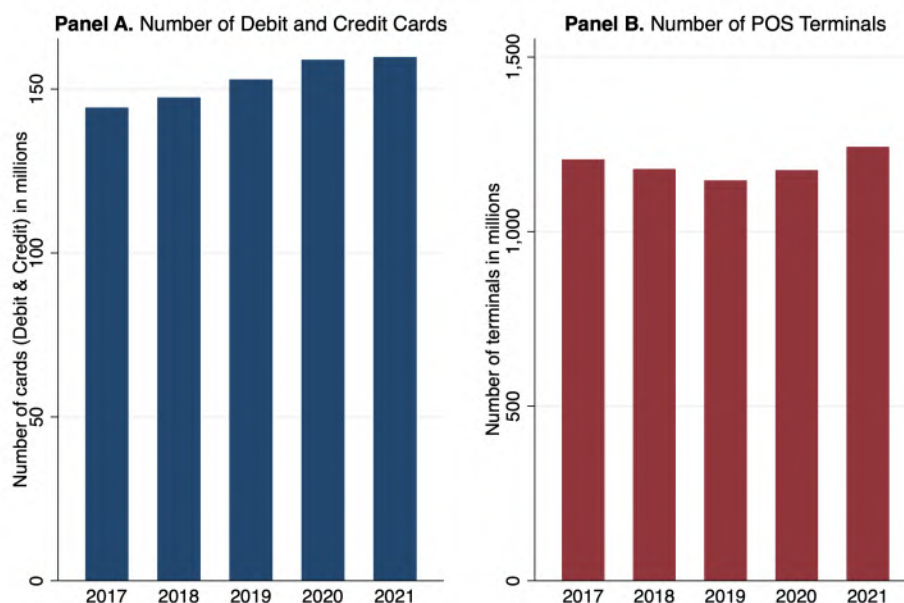 Panel A. Number of Debit and Credit Cards
Number of cards (Debit & Credit) in millions
150
100
50
0
2017 2018 2019 2020 2021
Panel B. Number of POS Terminals
Number of terminals in millions
1,500
1,000
500
0
2017 2018 2019 2020 2021